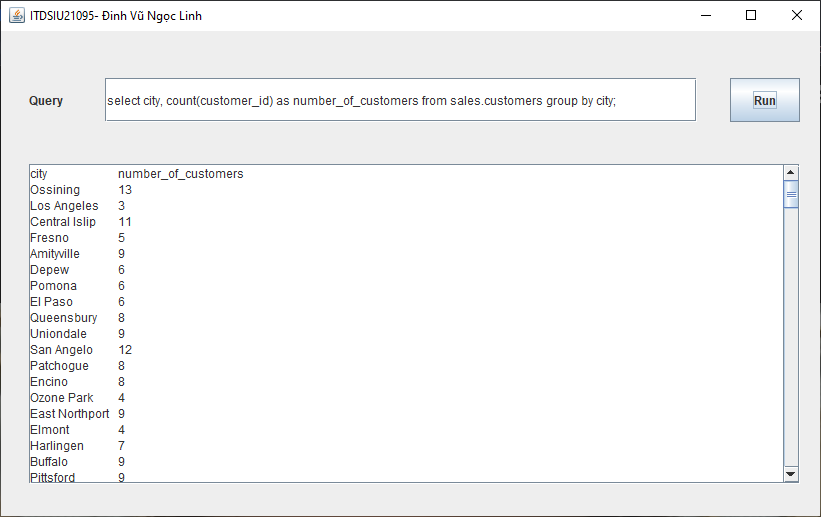 ITDSIU21095- Đinh Vũ Ngọc Linh
Query select city, count(customer_id) as number_of_customers from sales.customers group by city; Run
city number_of_customers
Ossining 13
Los Angeles 3
Central Islip 11
Fresno 5
Amityville 9
Depew 6
Pomona 6
El Paso 6
Queensbury 8
Uniondale 9
San Angelo 12
Patchogue 8
Encino 8
Ozone Park 4
East Northport 9
Elmont 4
Harlingen 7
Buffalo 9
Pittsford 9